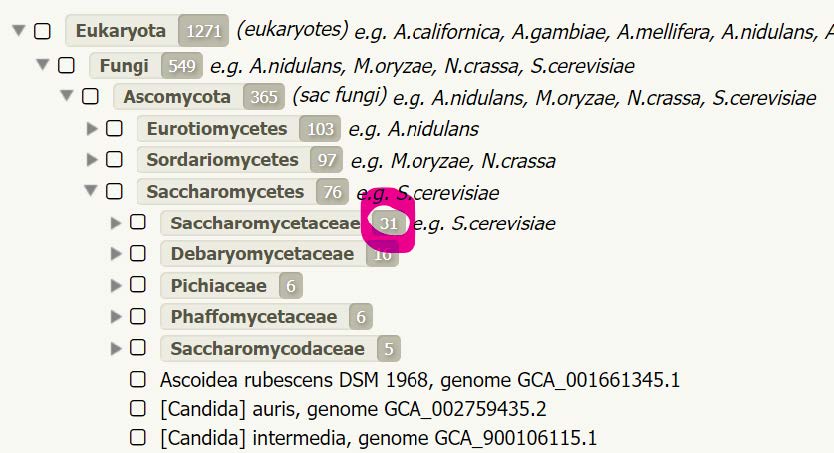 Eukaryota 1271 (eukaryotes) e.g. A.californica, A.gambiae, A.mellifera, A.nidulans, A
Fungi 549 e.g. A.nidulans, M.oryzae, N.crassa, S.cerevisiae
Ascomycota 365 (sac fungi) e.g. A.nidulans, M.oryzae, N.crassa, S.cerevisiae
Eurotiomycetes 103 e.g. A.nidulans
Sordariomycetes 97 e.g. M.oryzae, N.crassa
Saccharomycetes 76 e.g. S.cerevisiae
Saccharomycetaceae 31 e.g. S.cerevisiae
Debaryomycetaceae 16
Pichiaceae 6
Phaffomycetaceae 6
Saccharomycodaceae 5
Ascoidea rubescens DSM 1968, genome GCA_001661345.1
[Candida] auris, genome GCA_002759435.2
[Candida] intermedia, genome GCA_900106115.1